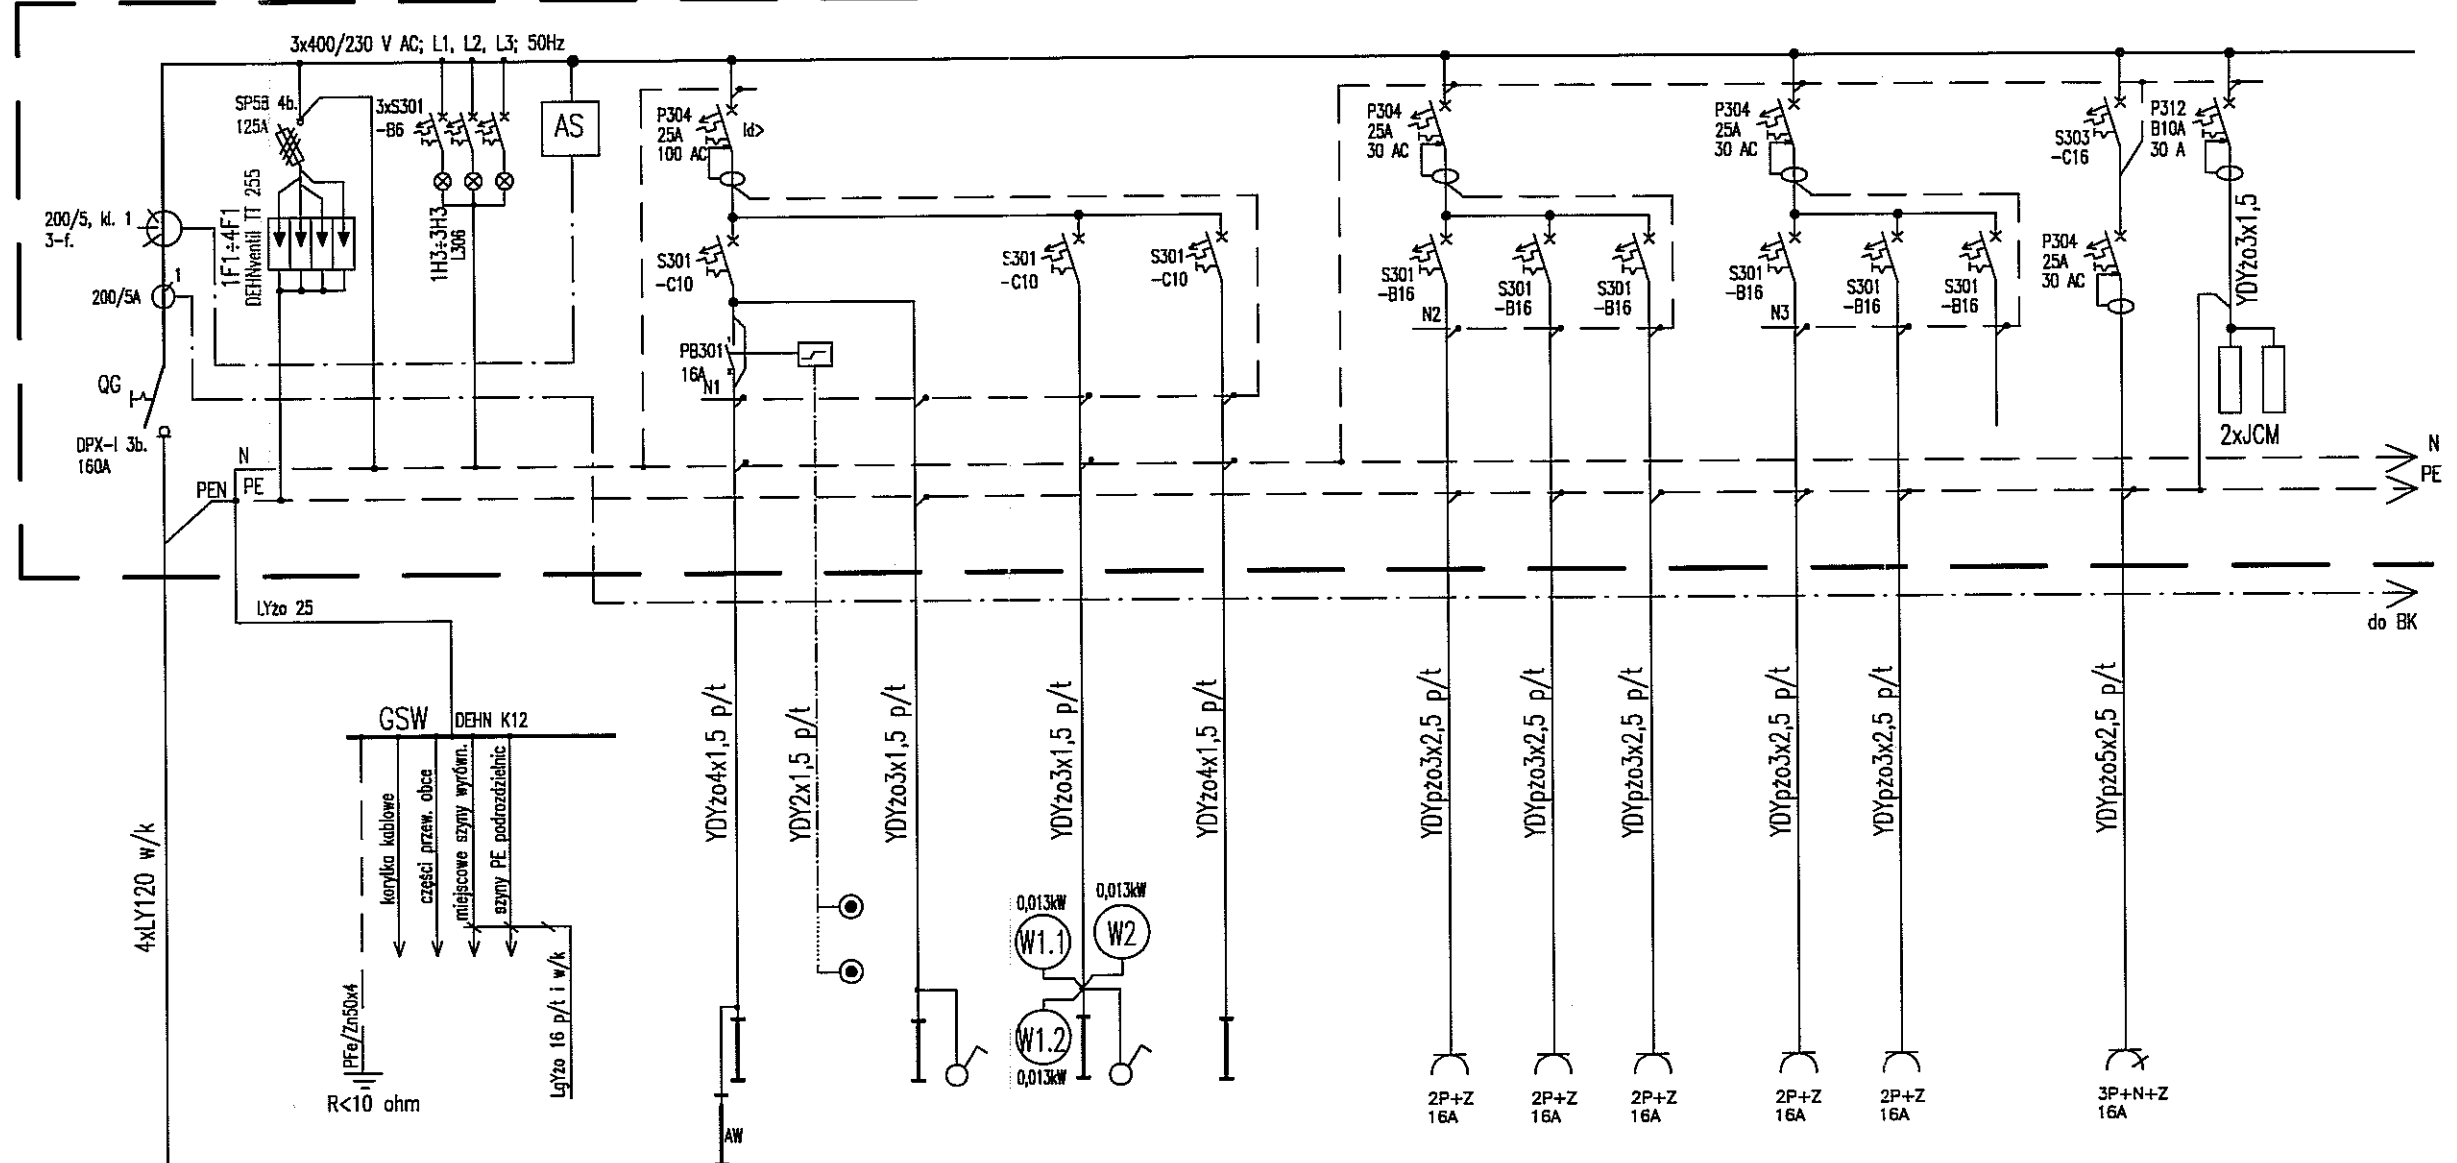 3x400/230 V AC; L1, L2, L3; 50Hz
SP58 4b.
125A
3xS301
-B6
AS
200/5, kl. 1
3-f.
1
200/5A
1F1÷4F1
DEHNventil TT 255
1H3÷3H3
L306
QG
DPX-I 3b.
160A
PEN
N
PE
P304
25A
100 AC
Id>
S301
-C10
S301
-C10
S301
-C10
PB301
16A
N1
P304
25A
30 AC
S301
-B16
S301
-B16
S301
-B16
N2
P304
25A
30 AC
S301
-B16
S301
-B16
S301
-B16
N3
S303
-C16
P304
25A
30 AC
P312
B10A
30 A
YDYżo3x1,5
2xJCM
N
PE
do BK
LYżo 25
GSW
DEHN K12
korytka kablowe
części przew. obce
miejscowe szyny wyrówn.
szyny PE podrozdzielnic
4xLY120 w/k
PFe/Zn50x4
LgYżo 16 p/t i w/k
R<10 ohm
YDYżo4x1,5 p/t
YDY2x1,5 p/t
YDYżo3x1,5 p/t
YDYżo3x1,5 p/t
YDYżo4x1,5 p/t
YDYpżo3x2,5 p/t
YDYpżo3x2,5 p/t
YDYpżo3x2,5 p/t
YDYpżo3x2,5 p/t
YDYpżo3x2,5 p/t
YDYpżo5x2,5 p/t
0,013kW
W1.1
0,013kW
W2
W1.2
0,013kW
AW
2P+Z
16A
2P+Z
16A
2P+Z
16A
2P+Z
16A
2P+Z
16A
3P+N+Z
16A